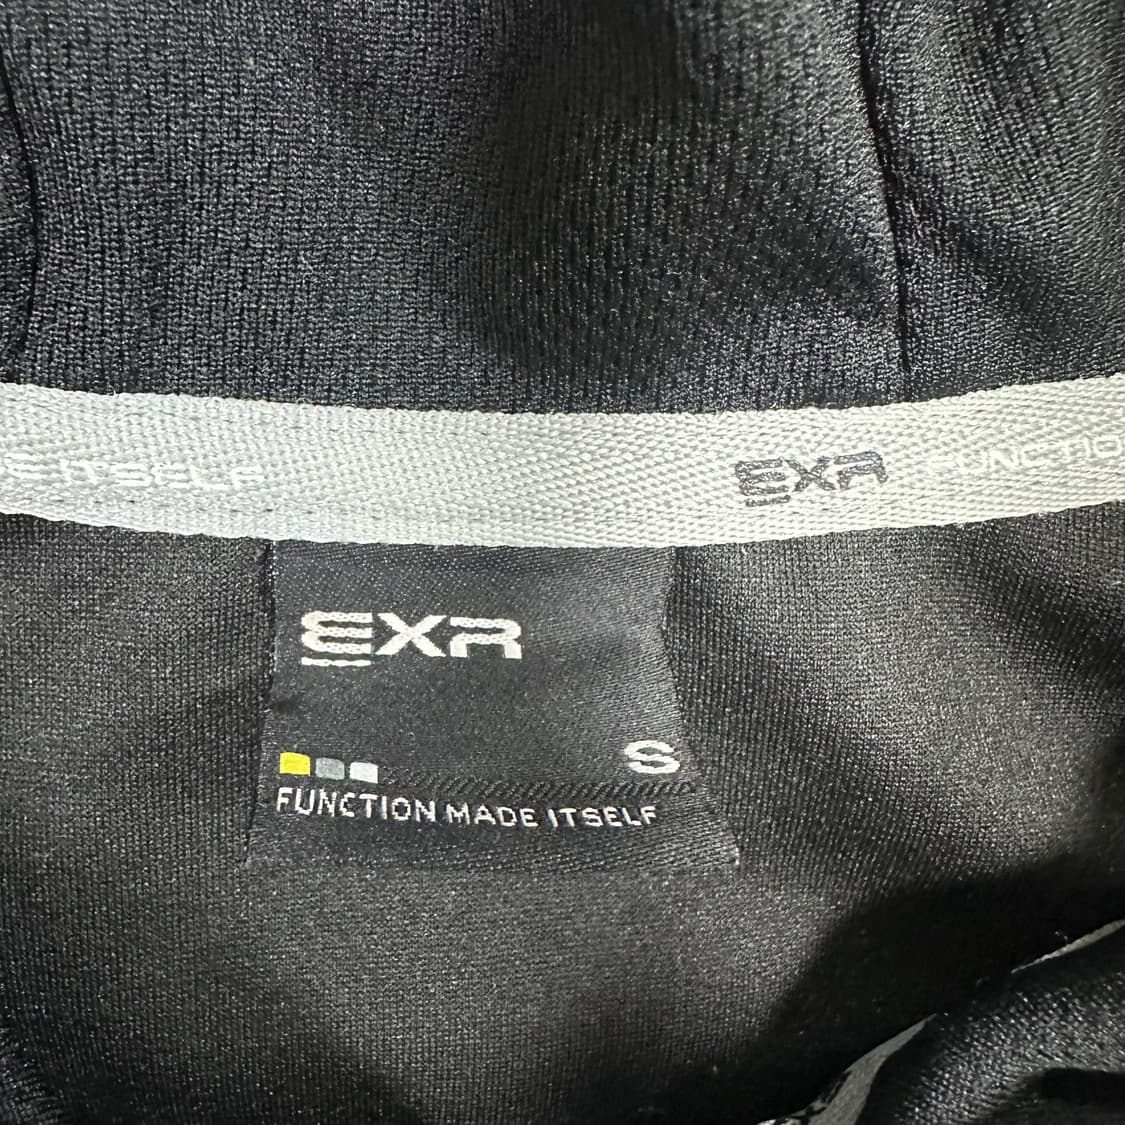 E ITSELF
EXR FUNCTIO
EXR
S
FUNCTION MADE ITSELF